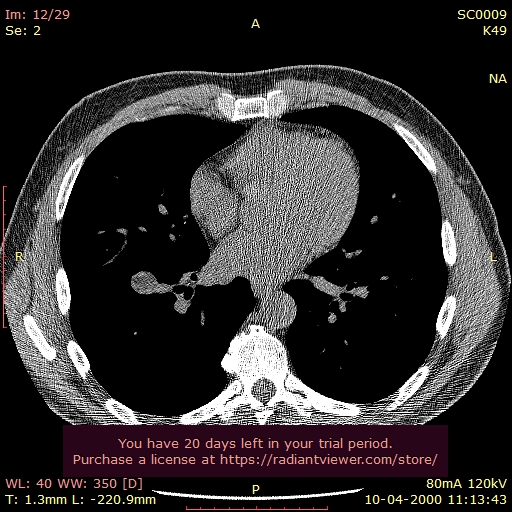 Im: 12/29
Se: 2
A
SC0009
K49
NA
R
L
You have 20 days left in your trial period.
Purchase a license at https://radiantviewer.com/store/
WL: 40 WW: 350 [D]
T: 1.3mm L: -220.9mm
P
80mA 120kV
10-04-2000 11:13:43